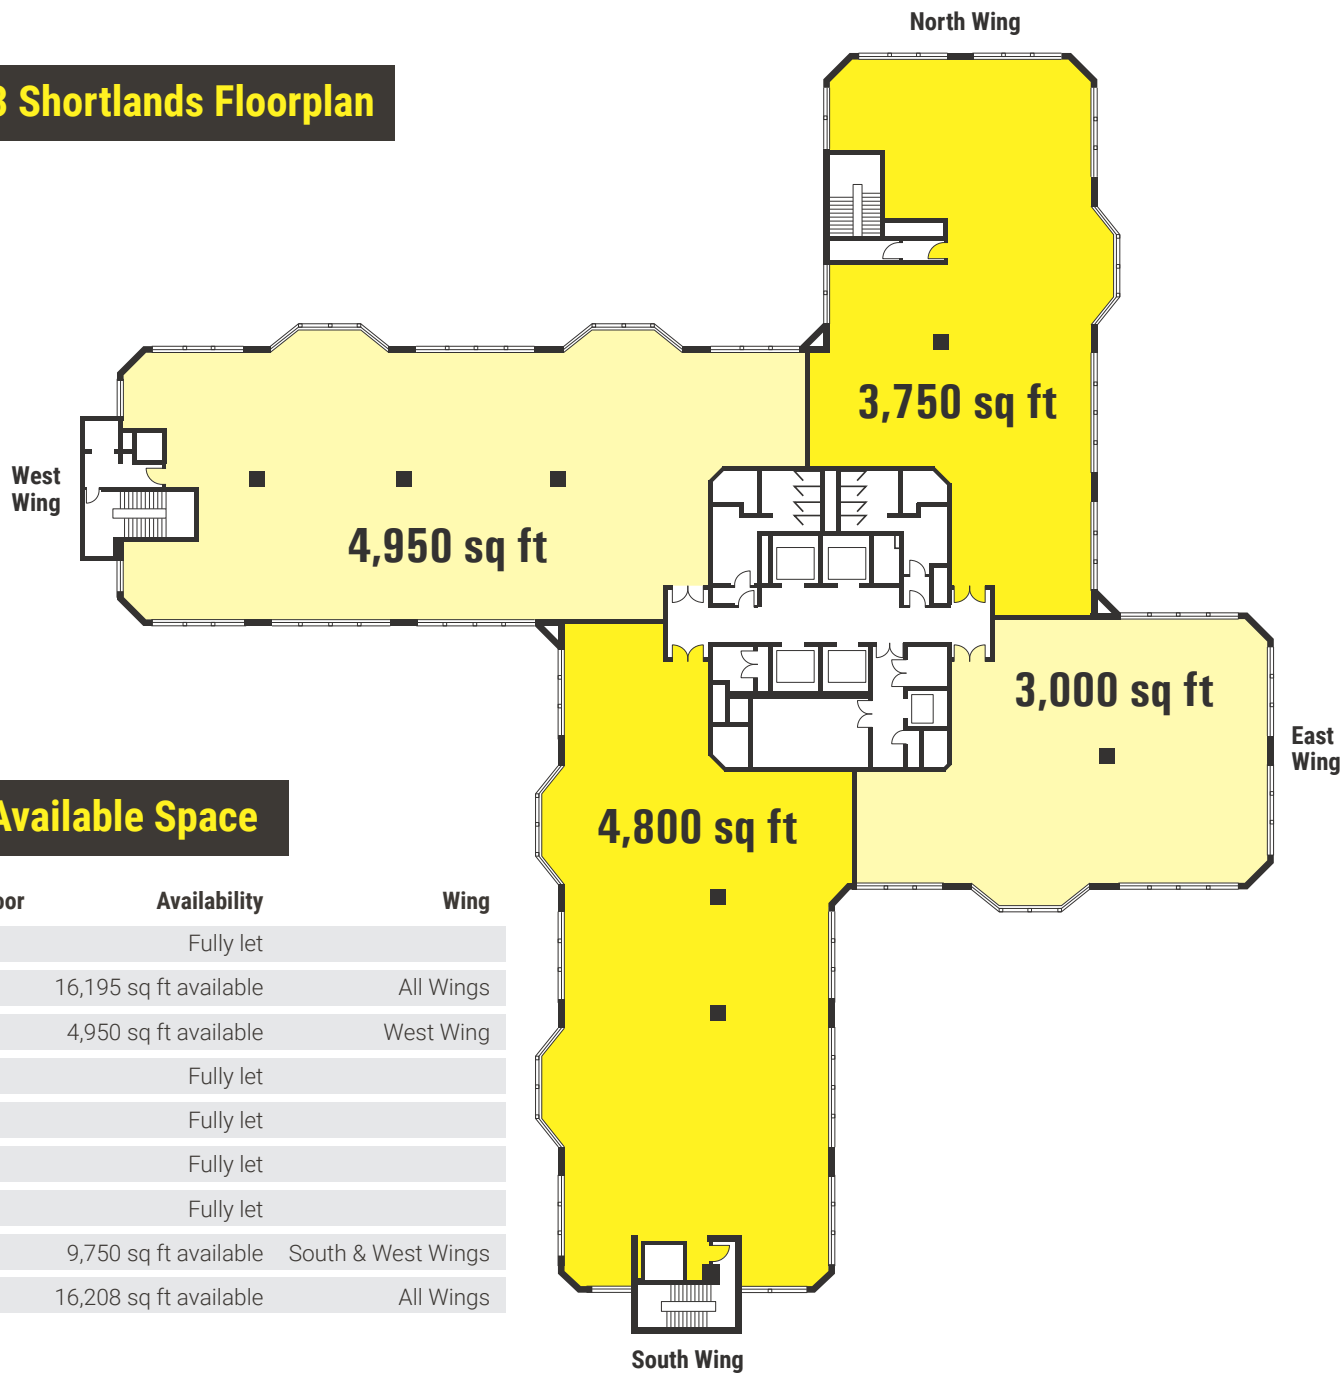 North Wing
Shortlands Floorplan
3,750 sq ft
West
Wing
4,950 sq ft
3,000 sq ft
East
Wing
Available Space
4,800 sq ft
Availability Wing
Fully let
16,195 sq ft available All Wings
4,950 sq ft available West Wing
Fully let
Fully let
Fully let
Fully let
9,750 sq ft available South & West Wings
16,208 sq ft available All Wings
South Wing